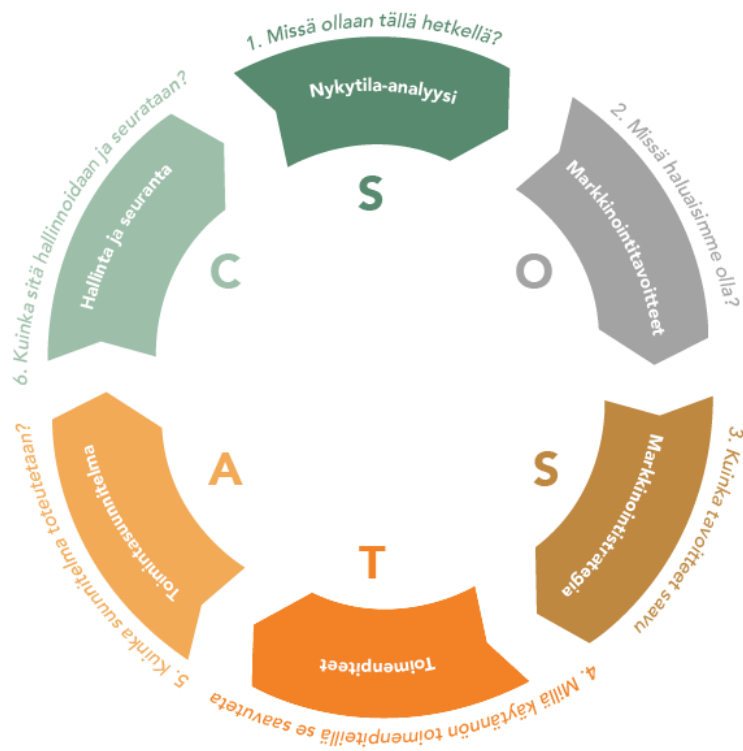 1. Missä ollaan tällä hetkellä?
Nykytila-analyysi
S
2. Missä haluaisimme olla?
Markkinointitavoitteet
O
3. Kuinka tavoitteet saavu
Markkinointistrategia
S
4. Millä käytännön toimenpiteillä se saavuteta
Toimenpiteet
T
5. Kuinka suunnitelma toteutetaan?
Toimintasuunnitelma
A
6. Kuinka sitä hallinnoidaan ja seurataan?
Hallinta ja seuranta
C